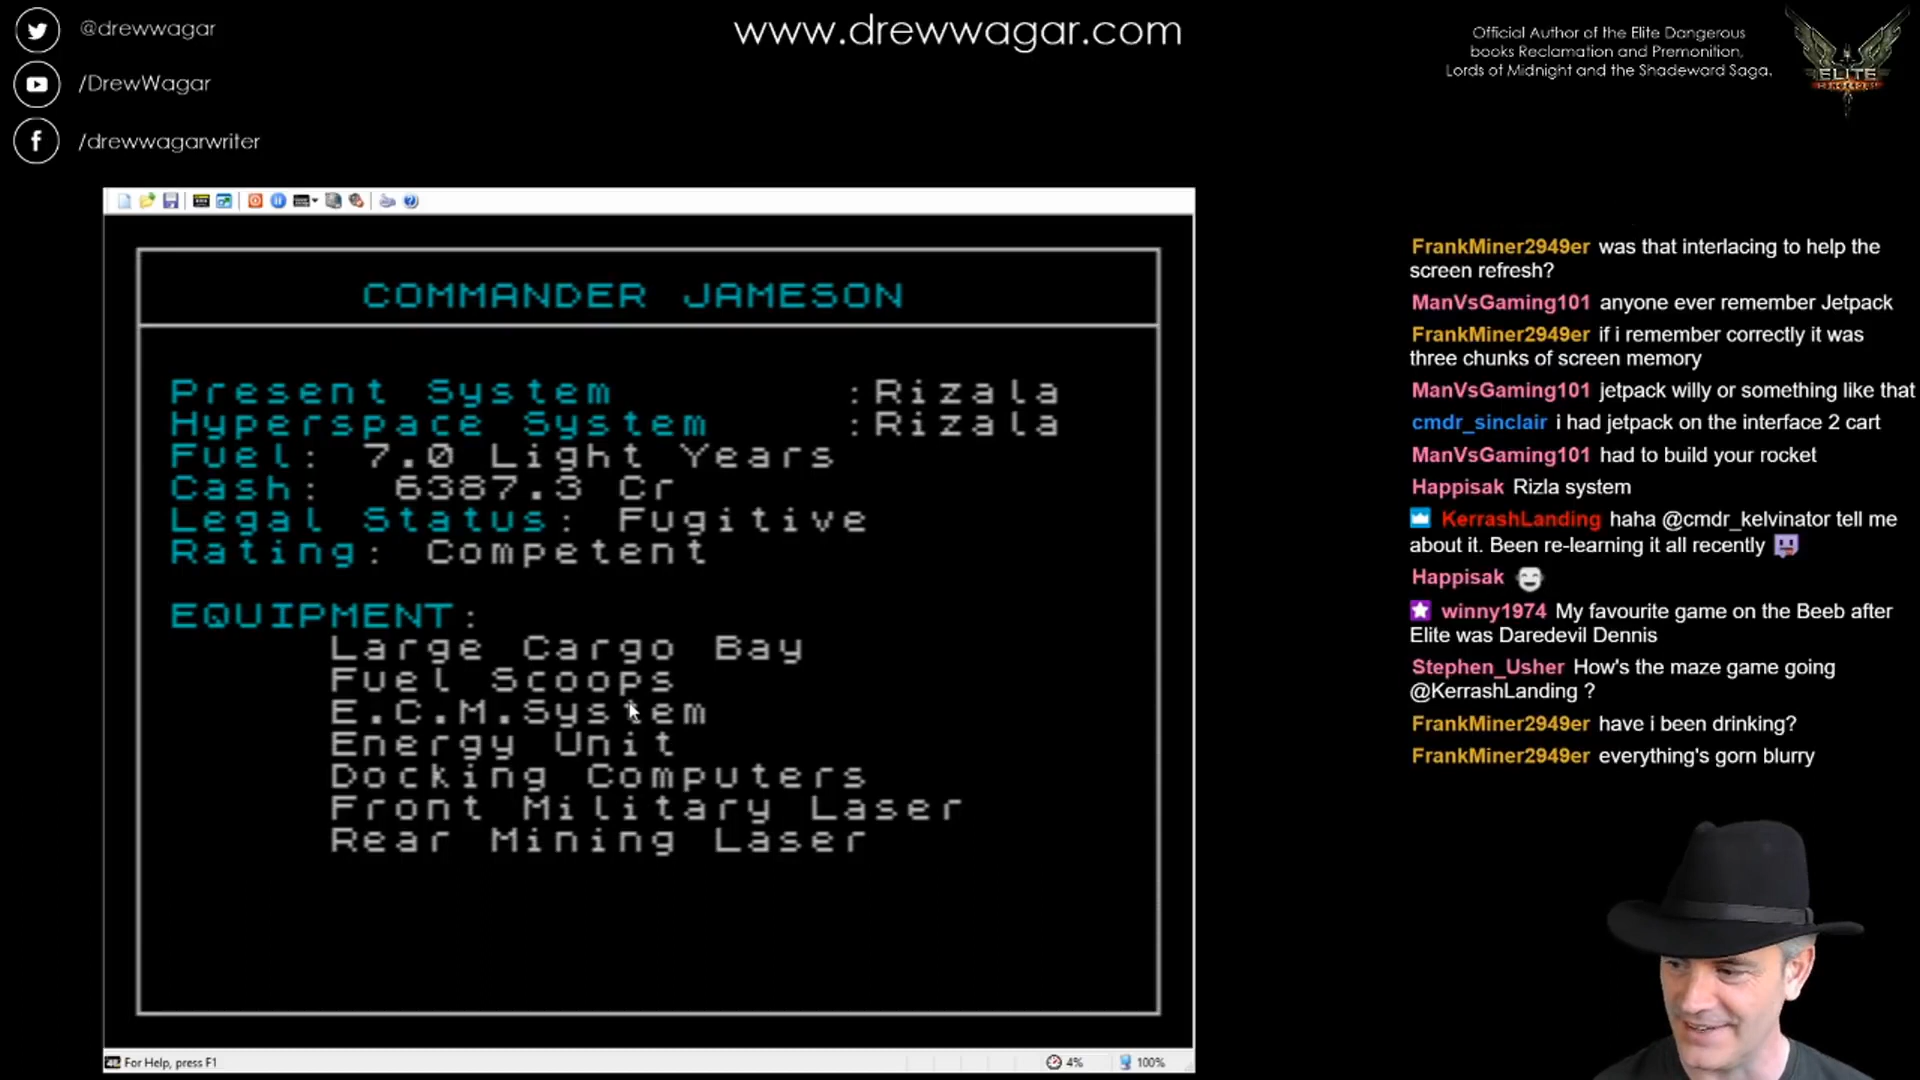 @drewwagar
/DrewWagar
/drewwagarwriter
www.drewwagar.com
Official Author of the Elite Dangerous
books Reclamation and Premonition,
Lords of Midnight and the Shadeward Saga.
ELITE
COMMANDER JAMESON
Present System :Rizala
Hyperspace System :Rizala
Fuel: 7.0 Light Years
Cash: 6387.3 Cr
Legal Status: Fugitive
Rating: Competent
EQUIPMENT:
Large Cargo Bay
Fuel Scoops
E.C.M.System
Energy Unit
Docking Computers
Front Military Laser
Rear Mining Laser
For Help, press F1
4%
100%
FrankMiner2949er was that interlacing to help the
screen refresh?
ManVsGaming101 anyone ever remember Jetpack
FrankMiner2949er if i remember correctly it was
three chunks of screen memory
ManVsGaming101 jetpack willy or something like that
cmdr_sinclair i had jetpack on the interface 2 cart
ManVsGaming101 had to build your rocket
Happisak Rizla system
KerrashLanding haha @cmdr_kelvinator tell me
about it. Been re-learning it all recently
Happisak
winny1974 My favourite game on the Beeb after
Elite was Daredevil Dennis
Stephen_Usher How's the maze game going
@KerrashLanding ?
FrankMiner2949er have i been drinking?
FrankMiner2949er everything's gorn blurry